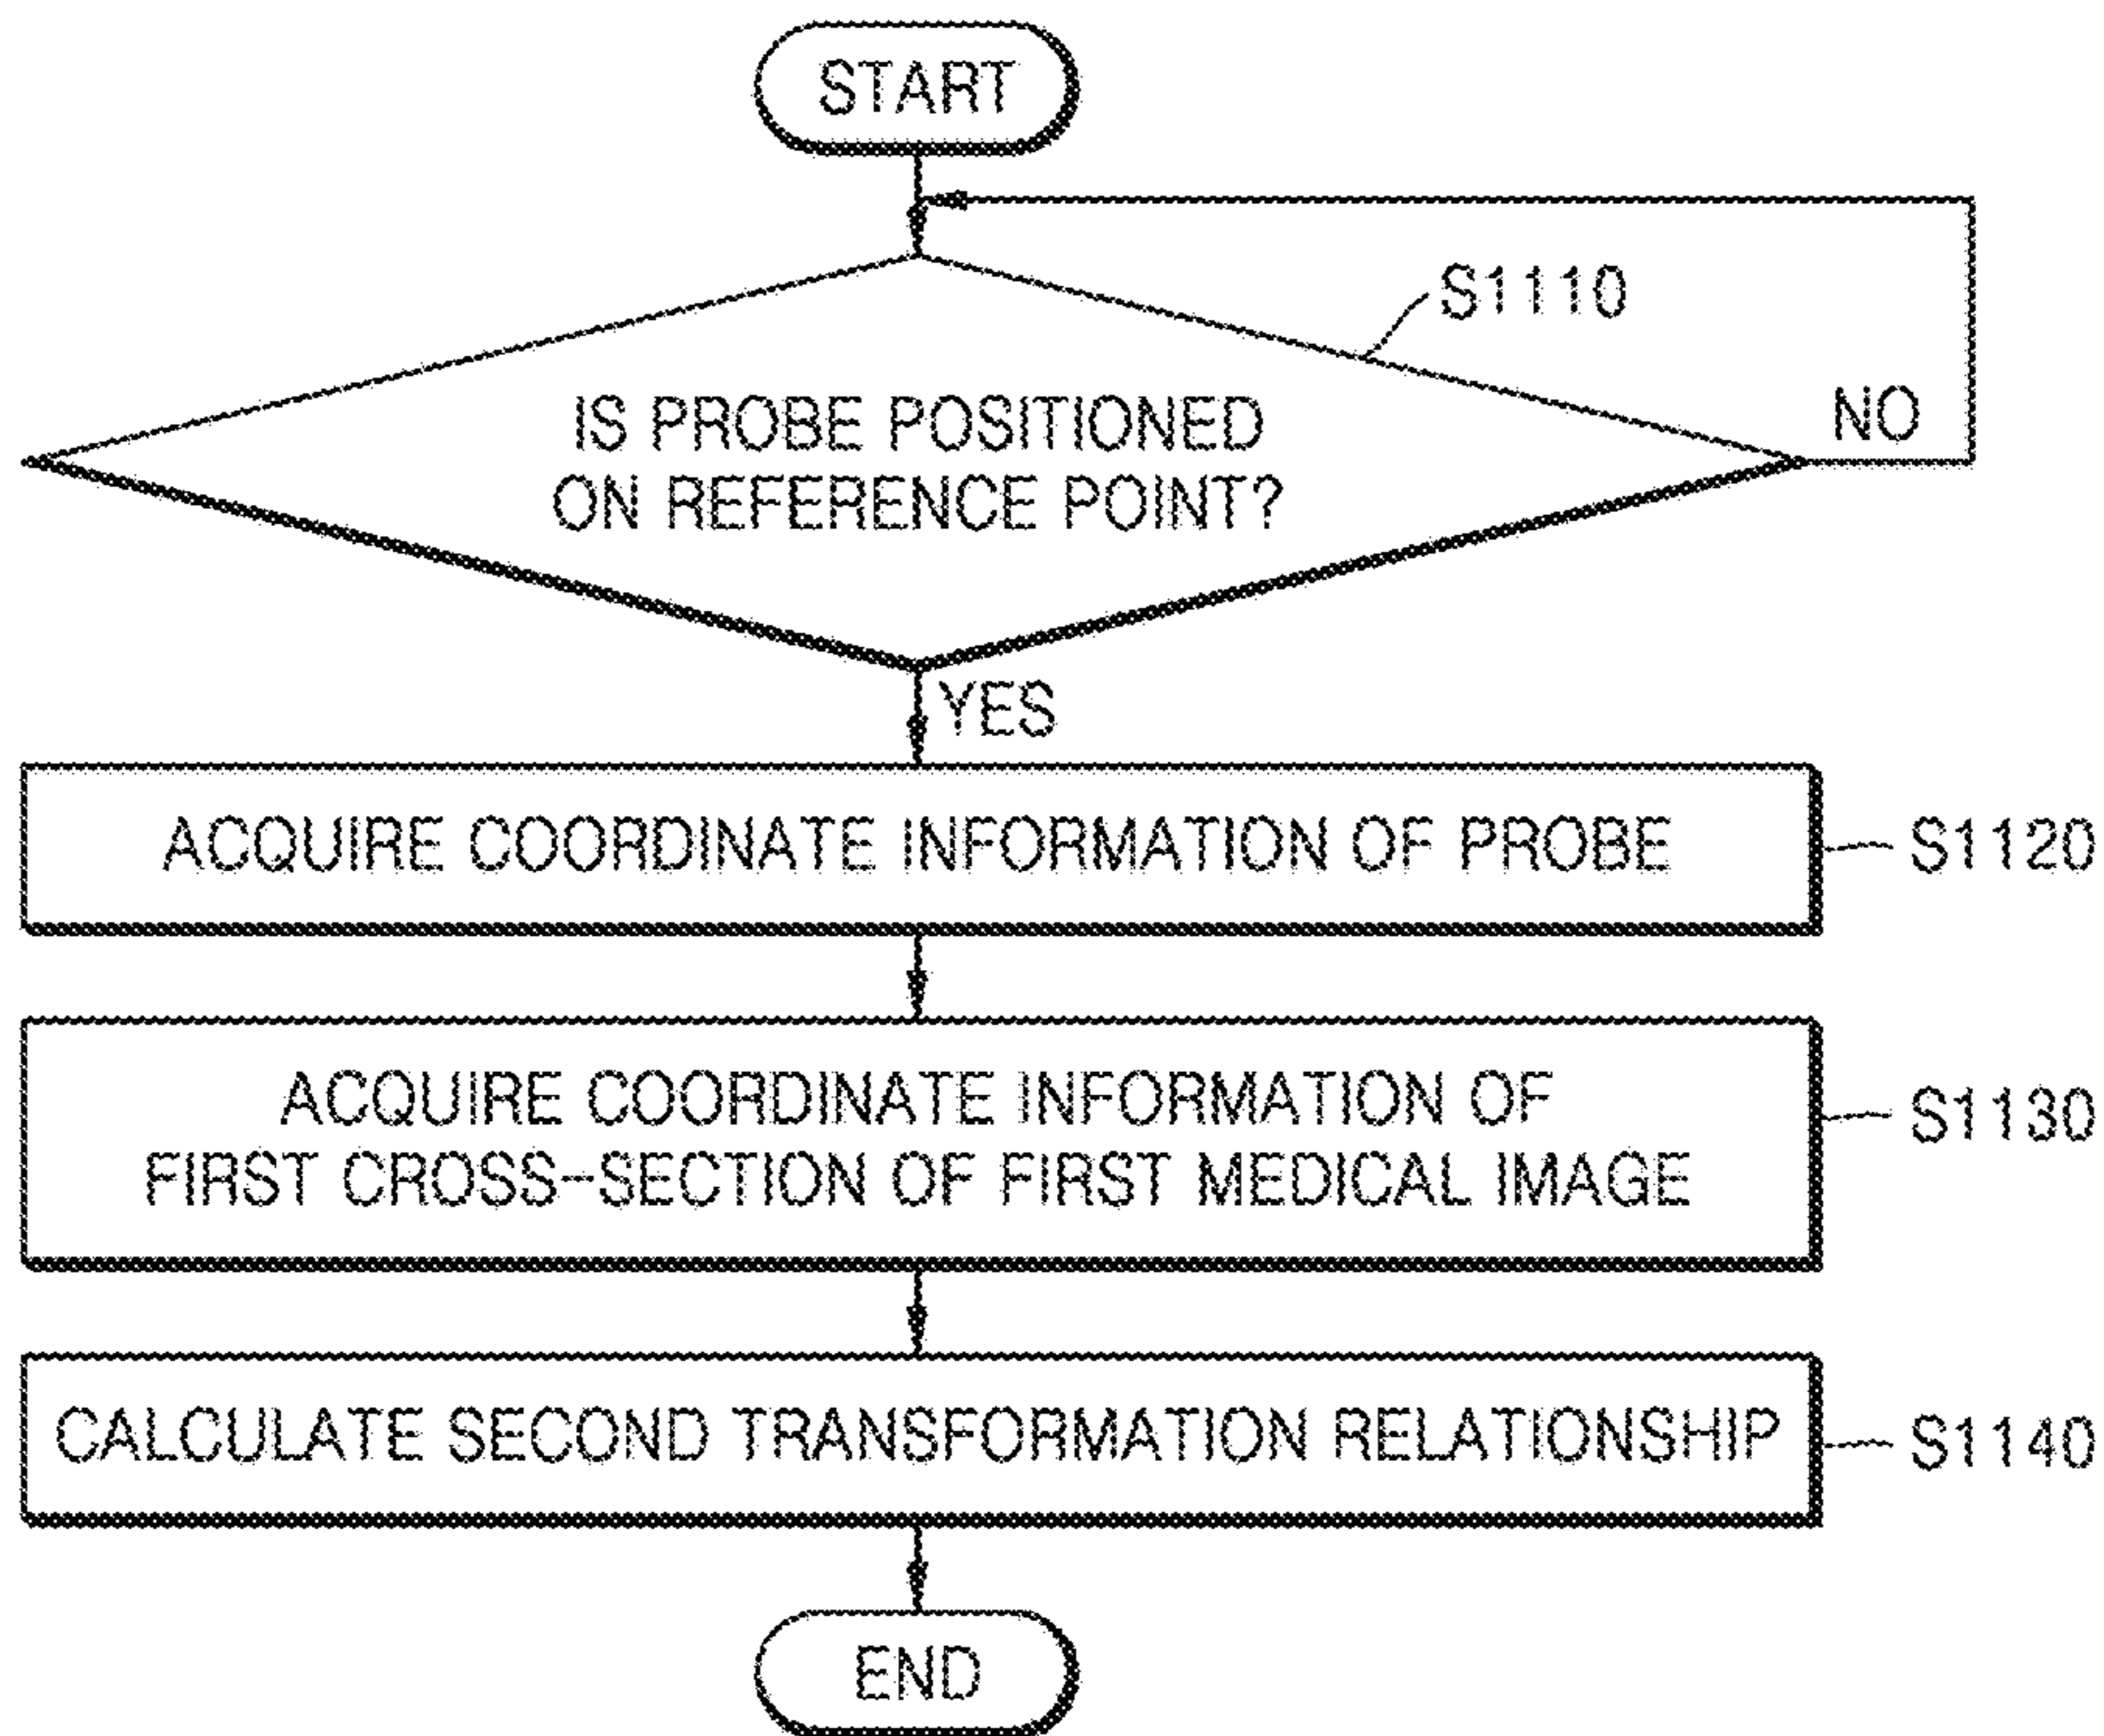 START
S1110
NO
IS PROBE POSITIONED
ON REFERENCE POINT?
YES
ACQUIRE COORDINATE INFORMATION OF PROBE
S1120
ACQUIRE COORDINATE INFORMATION OF
FIRST CROSS-SECTION OF FIRST MEDICAL IMAGE
S1130
CALCULATE SECOND TRANSFORMATION RELATIONSHIP
S1140
END